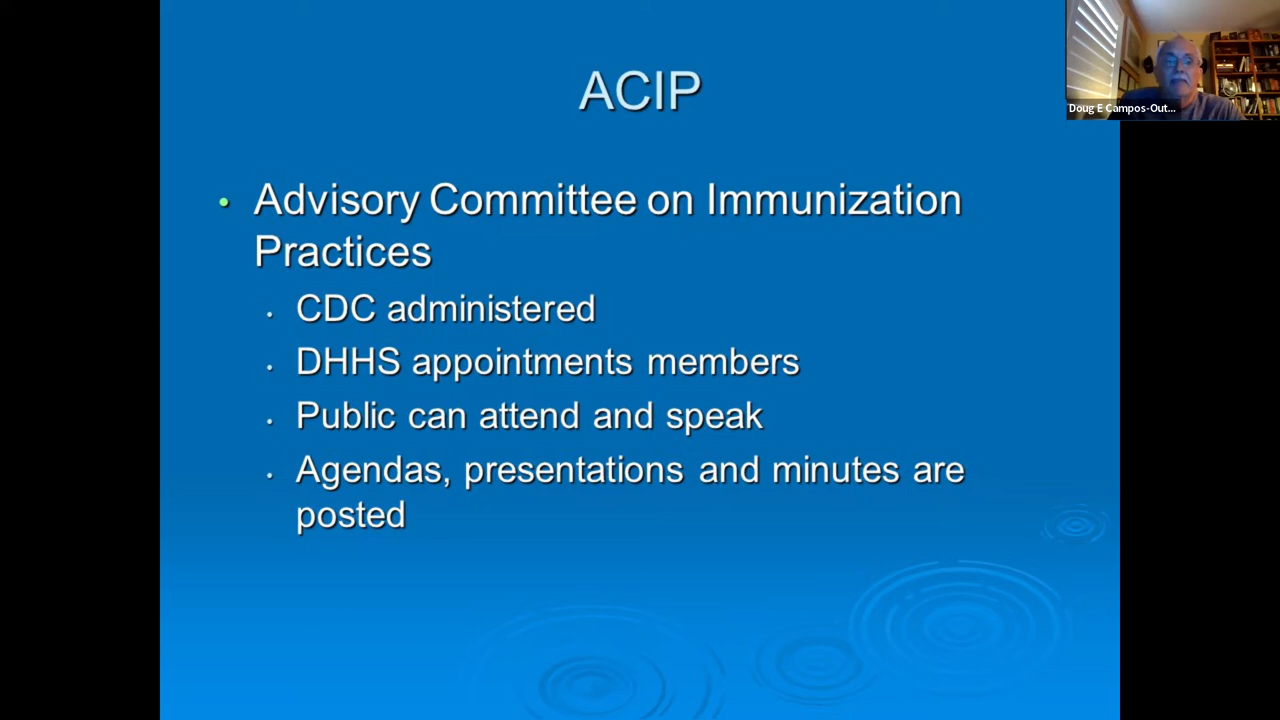 ACIP
Doug E Campos-Out...
• Advisory Committee on Immunization
Practices
• CDC administered
• DHHS appointments members
• Public can attend and speak
• Agendas, presentations and minutes are
posted